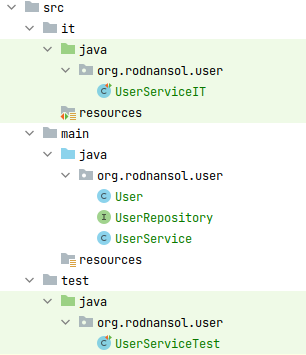 src
it
java
org.rodnansol.user
UserServiceIT
resources
main
java
org.rodnansol.user
User
UserRepository
UserService
resources
test
java
org.rodnansol.user
UserServiceTest